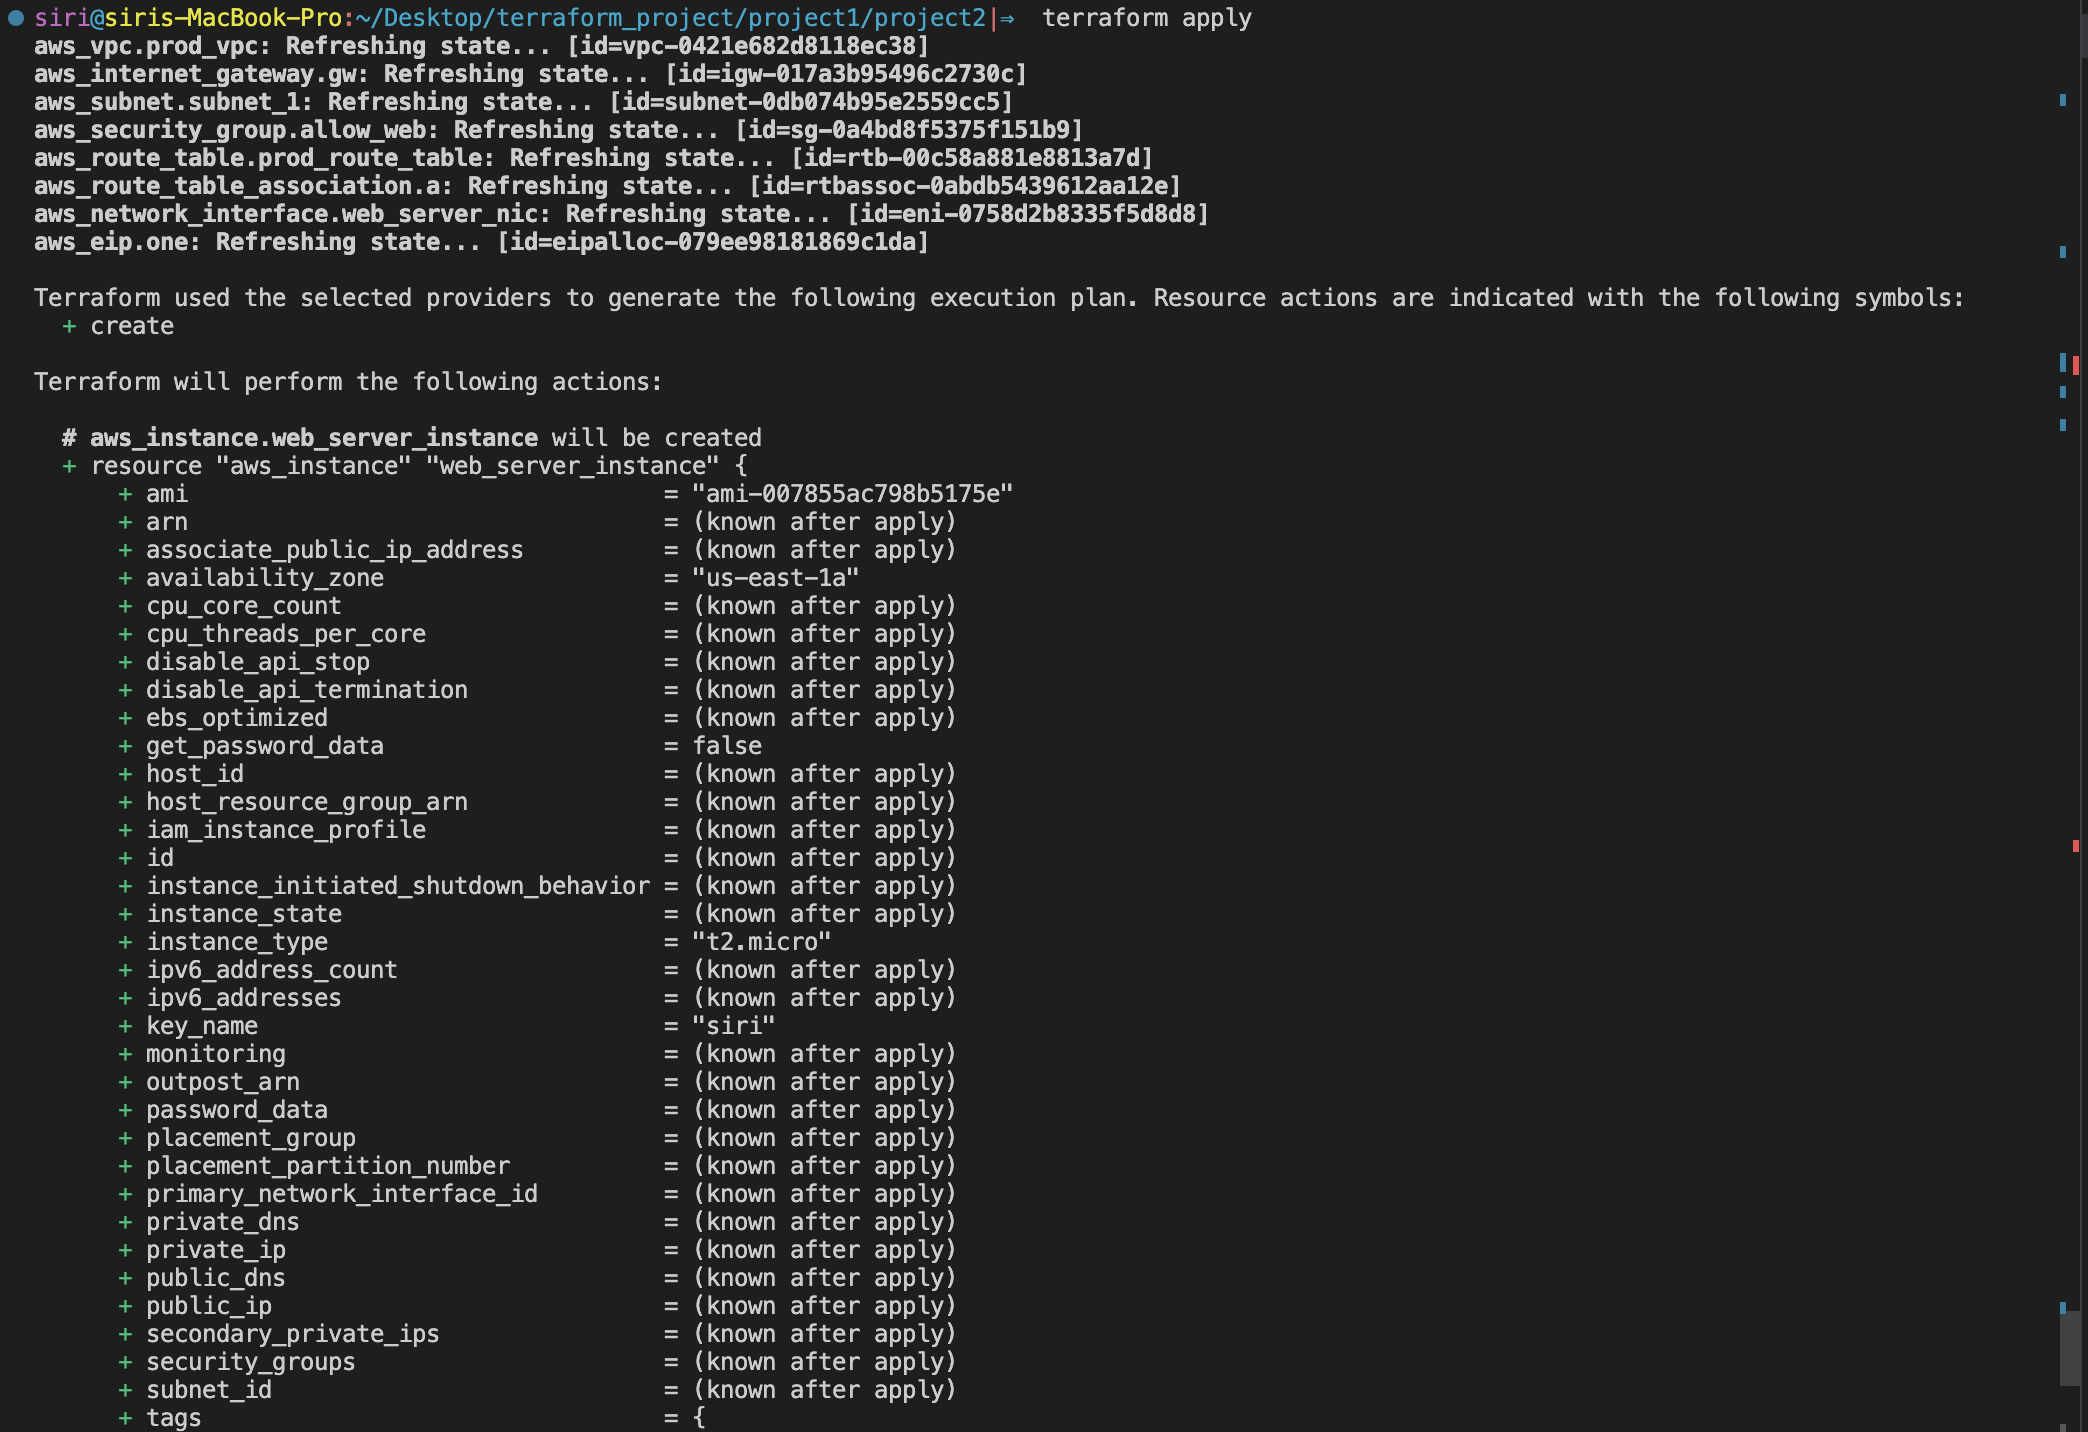 siri@siris-MacBook-Pro:~/Desktop/terraform_project/project1/project2|⇒  terraform apply
aws_vpc.prod_vpc: Refreshing state... [id=vpc-0421e682d8118ec38]
aws_internet_gateway.gw: Refreshing state... [id=igw-017a3b95496c2730c]
aws_subnet.subnet_1: Refreshing state... [id=subnet-0db074b95e2559cc5]
aws_security_group.allow_web: Refreshing state... [id=sg-0a4bd8f5375f151b9]
aws_route_table.prod_route_table: Refreshing state... [id=rtb-00c58a881e8813a7d]
aws_route_table_association.a: Refreshing state... [id=rtbassoc-0abdb5439612aa12e]
aws_network_interface.web_server_nic: Refreshing state... [id=eni-0758d2b8335f5d8d8]
aws_eip.one: Refreshing state... [id=eipalloc-079ee98181869c1da]

Terraform used the selected providers to generate the following execution plan. Resource actions are indicated with the following symbols:
  + create

Terraform will perform the following actions:

  # aws_instance.web_server_instance will be created
  + resource "aws_instance" "web_server_instance" {
      + ami                                  = "ami-007855ac798b5175e"
      + arn                                  = (known after apply)
      + associate_public_ip_address          = (known after apply)
      + availability_zone                    = "us-east-1a"
      + cpu_core_count                       = (known after apply)
      + cpu_threads_per_core                 = (known after apply)
      + disable_api_stop                     = (known after apply)
      + disable_api_termination              = (known after apply)
      + ebs_optimized                        = (known after apply)
      + get_password_data                    = false
      + host_id                              = (known after apply)
      + host_resource_group_arn              = (known after apply)
      + iam_instance_profile                 = (known after apply)
      + id                                   = (known after apply)
      + instance_initiated_shutdown_behavior = (known after apply)
      + instance_state                       = (known after apply)
      + instance_type                        = "t2.micro"
      + ipv6_address_count                   = (known after apply)
      + ipv6_addresses                       = (known after apply)
      + key_name                             = "siri"
      + monitoring                           = (known after apply)
      + outpost_arn                          = (known after apply)
      + password_data                        = (known after apply)
      + placement_group                      = (known after apply)
      + placement_partition_number           = (known after apply)
      + primary_network_interface_id         = (known after apply)
      + private_dns                          = (known after apply)
      + private_ip                           = (known after apply)
      + public_dns                           = (known after apply)
      + public_ip                            = (known after apply)
      + secondary_private_ips                = (known after apply)
      + security_groups                      = (known after apply)
      + subnet_id                            = (known after apply)
      + tags                                 = {